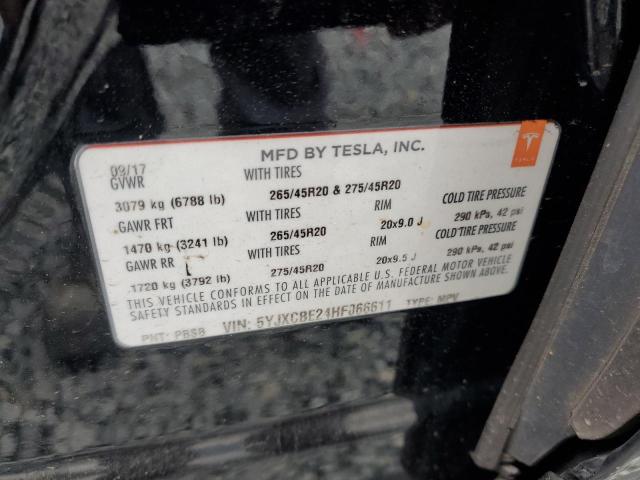 MFD BY TESLA, INC.
TESLA
09/17
GVWR WITH TIRES
3079 kg (6788 lb) 265/45R20 & 275/45R20
GAWR FRT WITH TIRES RIM COLD TIRE PRESSURE
1470 kg (3241 lb) 265/45R20 20x9.0 J 290 kPa, 42 psi
GAWR RR WITH TIRES RIM COLD TIRE PRESSURE
1720 kg (3792 lb) 275/45R20 20x9.5 J 290 kPa, 42 psi
THIS VEHICLE CONFORMS TO ALL APPLICABLE U.S. FEDERAL MOTOR VEHICLE
SAFETY STANDARDS IN EFFECT ON THE DATE OF MANUFACTURE SHOWN ABOVE.
PNT: PBSB VIN: 5YJXCBE24HF066611 TYPE: MPV